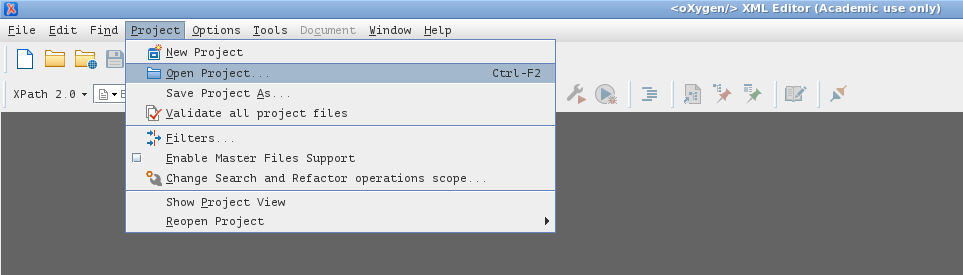 <oXygen/> XML Editor (Academic use only)
File Edit Find Project Options Tools Document Window Help
New Project
Open Project... Ctrl-F2
XPath 2.0
Save Project As...
Validate all project files
Filters...
Enable Master Files Support
Change Search and Refactor operations scope...
Show Project View
Reopen Project